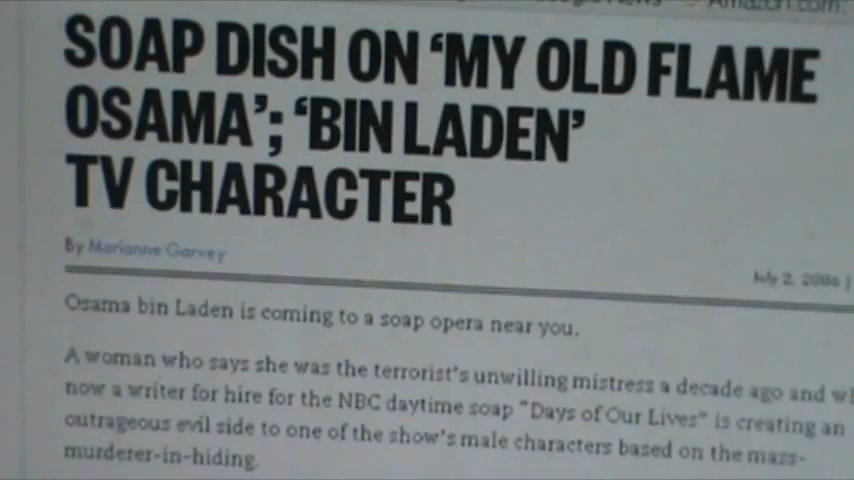 Amazon.com
SOAP DISH ON ‘MY OLD FLAME
OSAMA’; ‘BIN LADEN’
TV CHARACTER
By Marianne Garvey
July 2, 2006 |
Osama bin Laden is coming to a soap opera near you.
A woman who says she was the terrorist's unwilling mistress a decade ago and
now a writer for hire for the NBC daytime soap “Days of Our Lives” is creating an
outrageous evil side to one of the show's male characters based on the mass-
murderer-in-hiding.